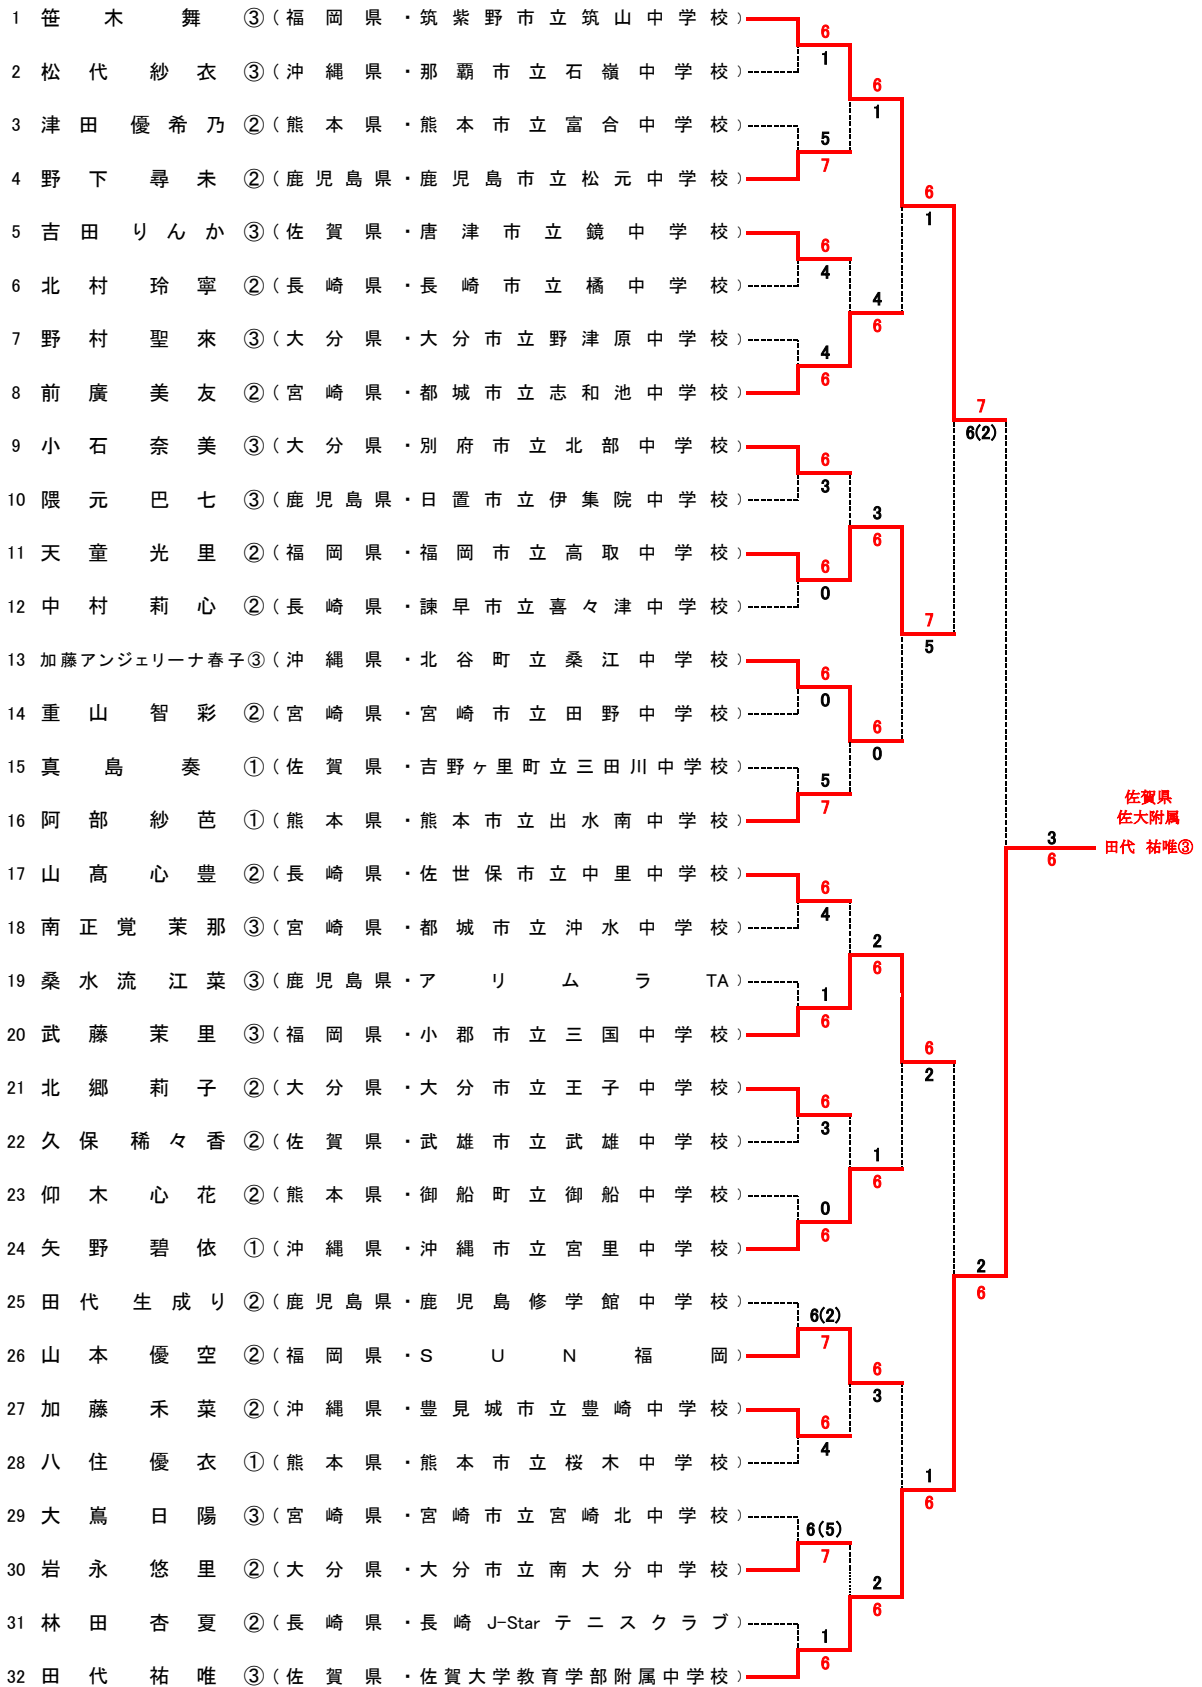 1 笹木 舞 ③ (福岡県・筑紫野市立筑山中学校)
6
1
2 松代 紗衣 ③ (沖縄県・那覇市立石嶺中学校)
6
1
3 津田 優希乃 ② (熊本県・熊本市立富合中学校)
5
7
4 野下 尋未 ② (鹿児島県・鹿児島市立松元中学校)
6
1
5 吉田 りんか ③ (佐賀県・唐津市立鏡中学校)
6
4
6 北村 玲寧 ② (長崎県・長崎市立橘中学校)
4
6
7 野村 聖來 ③ (大分県・大分市立野津原中学校)
4
6
8 前廣 美友 ② (宮崎県・都城市立志和池中学校)
7
6(2)
9 小石 奈美 ③ (大分県・別府市立北部中学校)
6
3
10 隈元 巴七 ③ (鹿児島県・日置市立伊集院中学校)
3
6
11 天童 光里 ② (福岡県・福岡市立高取中学校)
6
0
12 中村 莉心 ② (長崎県・諫早市立喜々津中学校)
7
5
13 加藤アンジェリーナ春子 ③ (沖縄県・北谷町立桑江中学校)
6
0
14 重山 智彩 ② (宮崎県・宮崎市立田野中学校)
6
0
15 真島 奏 ① (佐賀県・吉野ヶ里町立三田川中学校)
5
7
16 阿部 紗芭 ① (熊本県・熊本市立出水南中学校)
佐賀県
佐大附属
田代 祐唯③
3
6
17 山髙 心豊 ② (長崎県・佐世保市立中里中学校)
6
4
18 南正覚 茉那 ③ (宮崎県・都城市立沖水中学校)
2
6
19 桑水流 江菜 ③ (鹿児島県・アリムラTA)
1
6
20 武藤 茉里 ③ (福岡県・小郡市立三国中学校)
6
2
21 北郷 莉子 ② (大分県・大分市立王子中学校)
6
3
22 久保 稀々香 ② (佐賀県・武雄市立武雄中学校)
1
6
23 仰木 心花 ② (熊本県・御船町立御船中学校)
0
6
24 矢野 碧依 ① (沖縄県・沖縄市立宮里中学校)
2
6
25 田代 生成り ② (鹿児島県・鹿児島修学館中学校)
6(2)
7
26 山本 優空 ② (福岡県・SUN福岡)
6
3
27 加藤 禾菜 ② (沖縄県・豊見城市立豊崎中学校)
6
4
28 八住 優衣 ① (熊本県・熊本市立桜木中学校)
1
6
29 大嶌 日陽 ③ (宮崎県・宮崎市立宮崎北中学校)
6(5)
7
30 岩永 悠里 ② (大分県・大分市立南大分中学校)
2
6
31 林田 杏夏 ② (長崎県・長崎 J-Star テニスクラブ)
1
6
32 田代 祐唯 ③ (佐賀県・佐賀大学教育学部附属中学校)